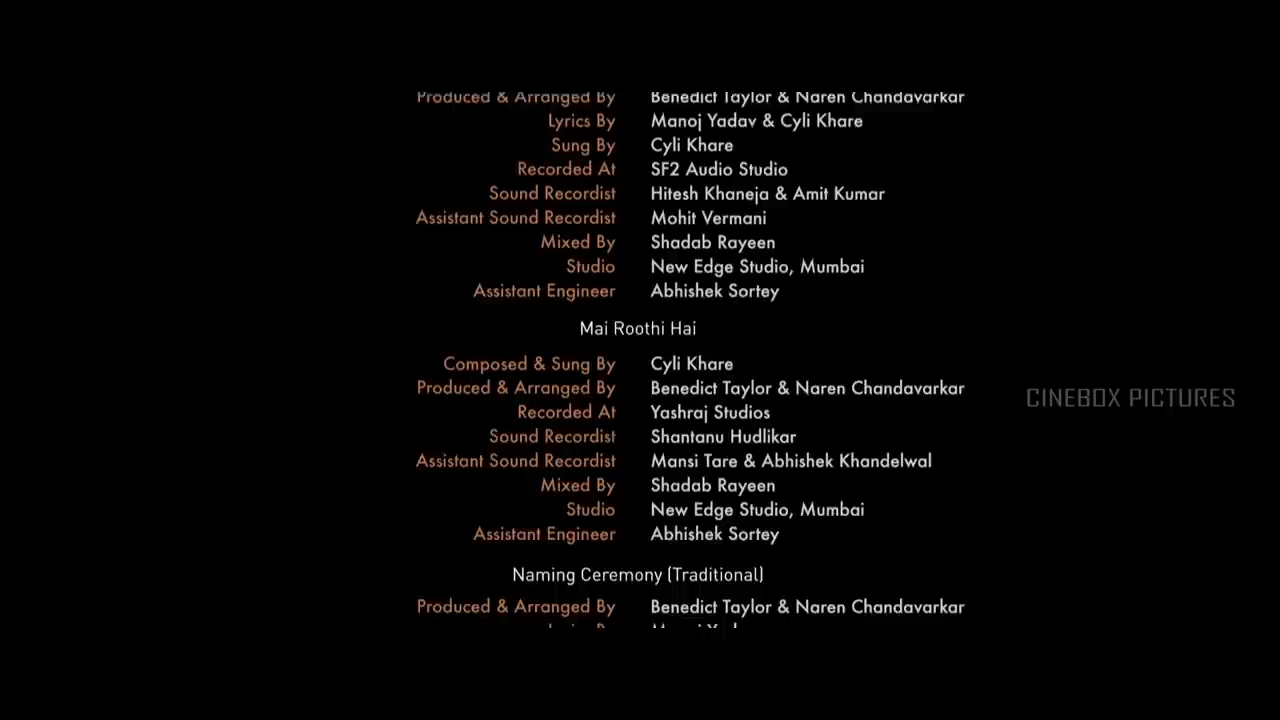 Produced & Arranged By Benedict Taylor & Naren Chandavarkar
Lyrics By Manoj Yadav & Cyli Khare
Sung By Cyli Khare
Recorded At SF2 Audio Studio
Sound Recordist Hitesh Khaneja & Amit Kumar
Assistant Sound Recordist Mohit Vermani
Mixed By Shadab Rayeen
Studio New Edge Studio, Mumbai
Assistant Engineer Abhishek Sortey
Mai Roothi Hai
Composed & Sung By Cyli Khare
Produced & Arranged By Benedict Taylor & Naren Chandavarkar
Recorded At Yashraj Studios
Sound Recordist Shantanu Hudlikar
Assistant Sound Recordist Mansi Tare & Abhishek Khandelwal
Mixed By Shadab Rayeen
Studio New Edge Studio, Mumbai
Assistant Engineer Abhishek Sortey
Naming Ceremony (Traditional)
Produced & Arranged By Benedict Taylor & Naren Chandavarkar
CINEBOX PICTURES